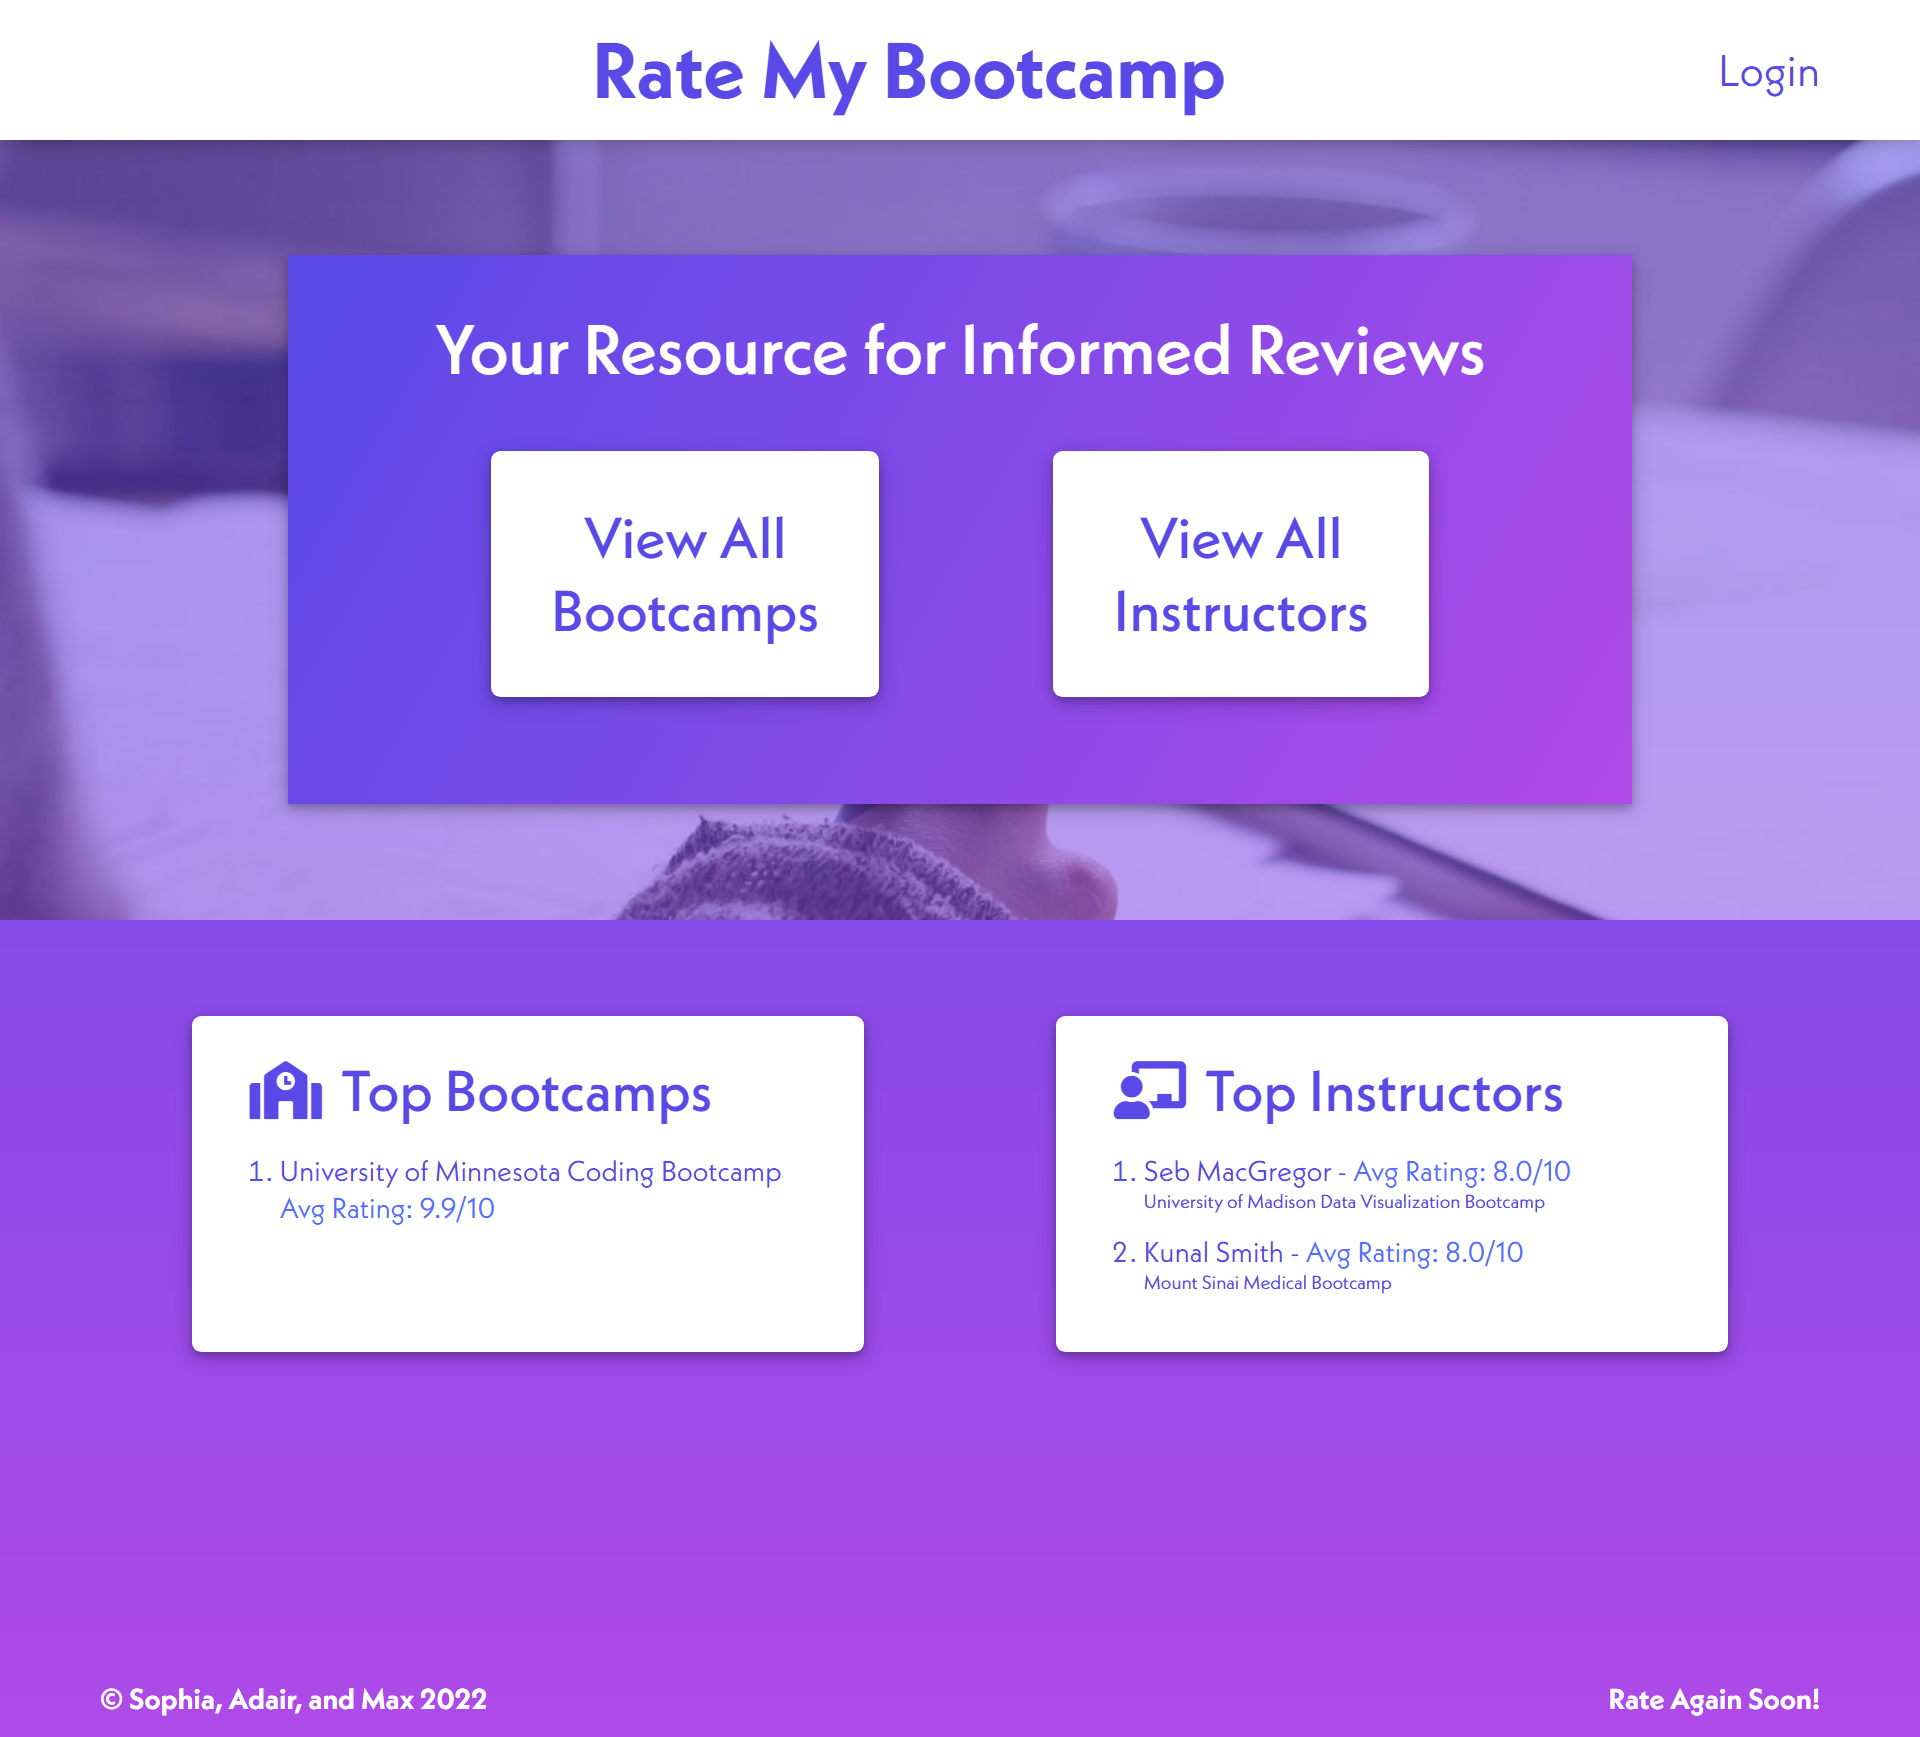 Rate My Bootcamp
Login
Your Resource for Informed Reviews
View All
Bootcamps
View All
Instructors
Top Bootcamps
1. University of Minnesota Coding Bootcamp
Avg Rating: 9.9/10
Top Instructors
1. Seb MacGregor - Avg Rating: 8.0/10
University of Madison Data Visualization Bootcamp
2. Kunal Smith - Avg Rating: 8.0/10
Mount Sinai Medical Bootcamp
© Sophia, Adair, and Max 2022
Rate Again Soon!